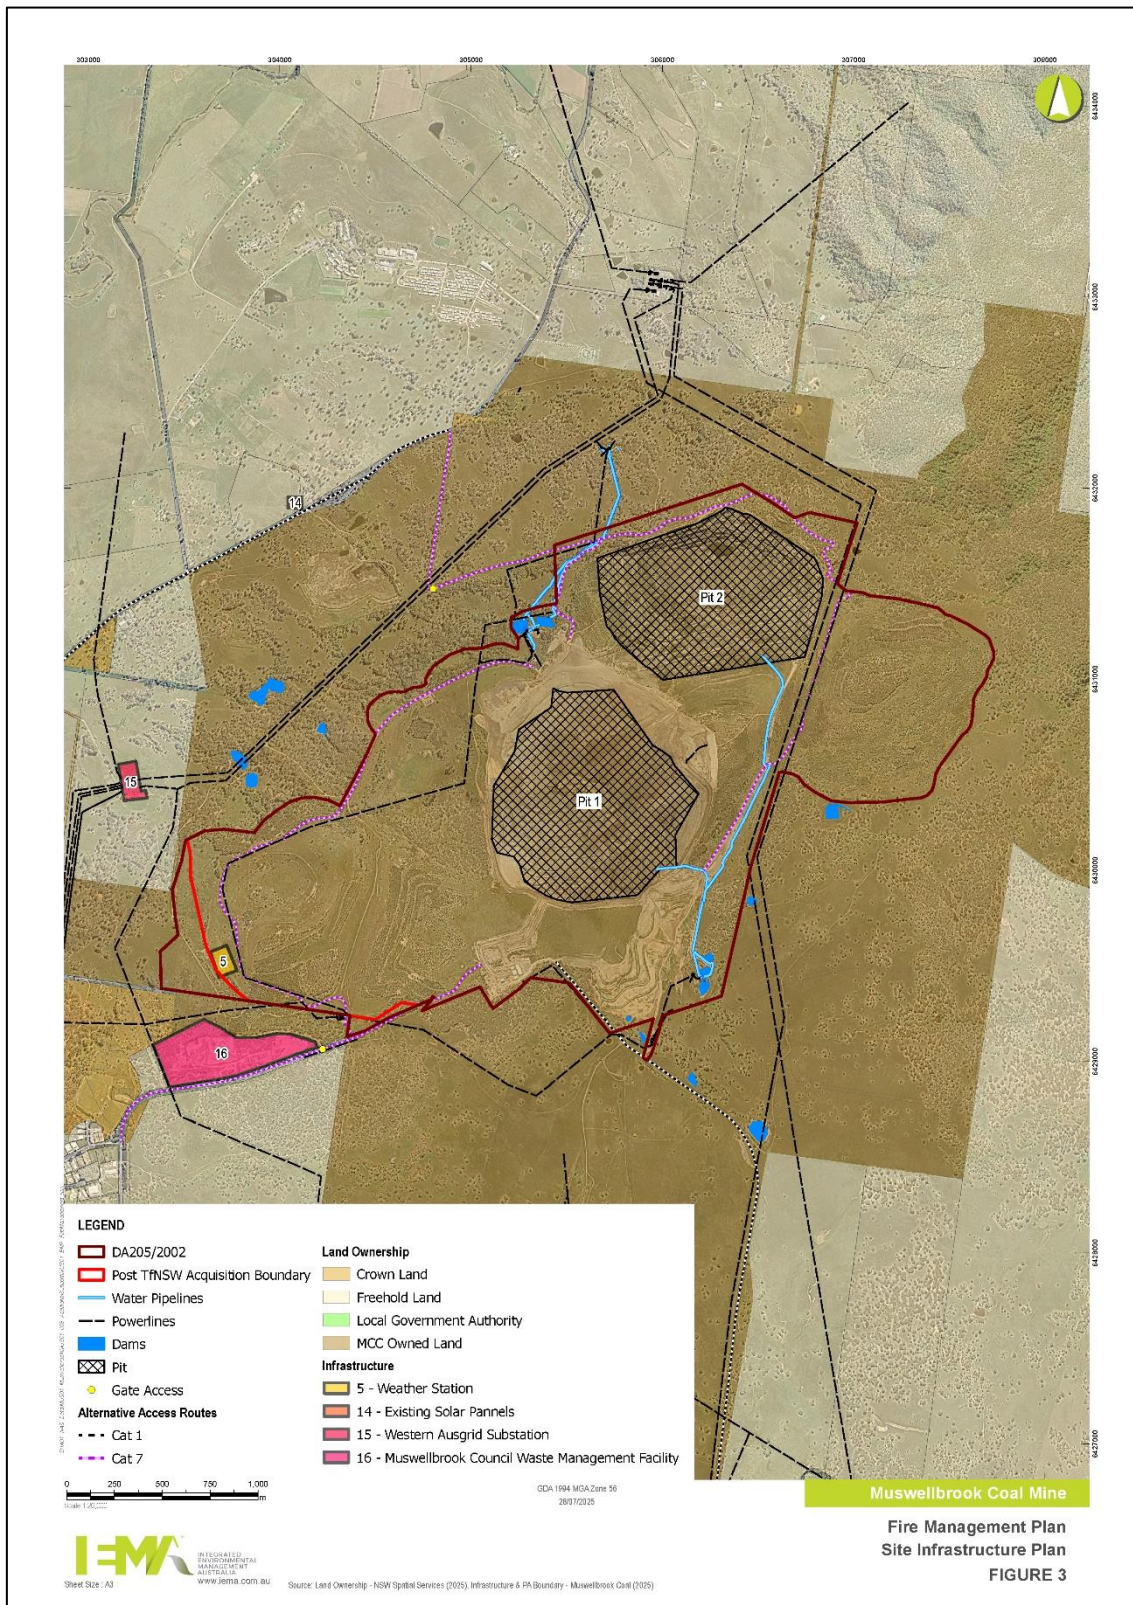 303000 304000 305000 306000 307000 308000
6434000
6433000
6432000
6431000
6430000
6429000
6428000
6427000
14
Pit 2
15
Pit 1
5
16
LEGEND
DA205/2002
Post TfNSW Acquisition Boundary
Water Pipelines
Powerlines
Dams
Pit
Gate Access
Alternative Access Routes
Cat 1
Cat 7
Land Ownership
Crown Land
Freehold Land
Local Government Authority
MCC Owned Land
Infrastructure
5 - Weather Station
14 - Existing Solar Pannels
15 - Western Ausgrid Substation
16 - Muswellbrook Council Waste Management Facility
0 250 500 750 1,000
m
Scale
GDA 1994 MGA Zone 56
28/07/2025
Muswellbrook Coal Mine
Fire Management Plan
Site Infrastructure Plan
FIGURE 3
IEMA
INTEGRATED
ENVIRONMENTAL
MANAGEMENT
AUSTRALIA
www.iema.com.au
Sheet Size : A3
Source: Land Ownership - NSW Spatial Services (2025), Infrastructure & PA Boundary - Muswellbrook Coal (2025)